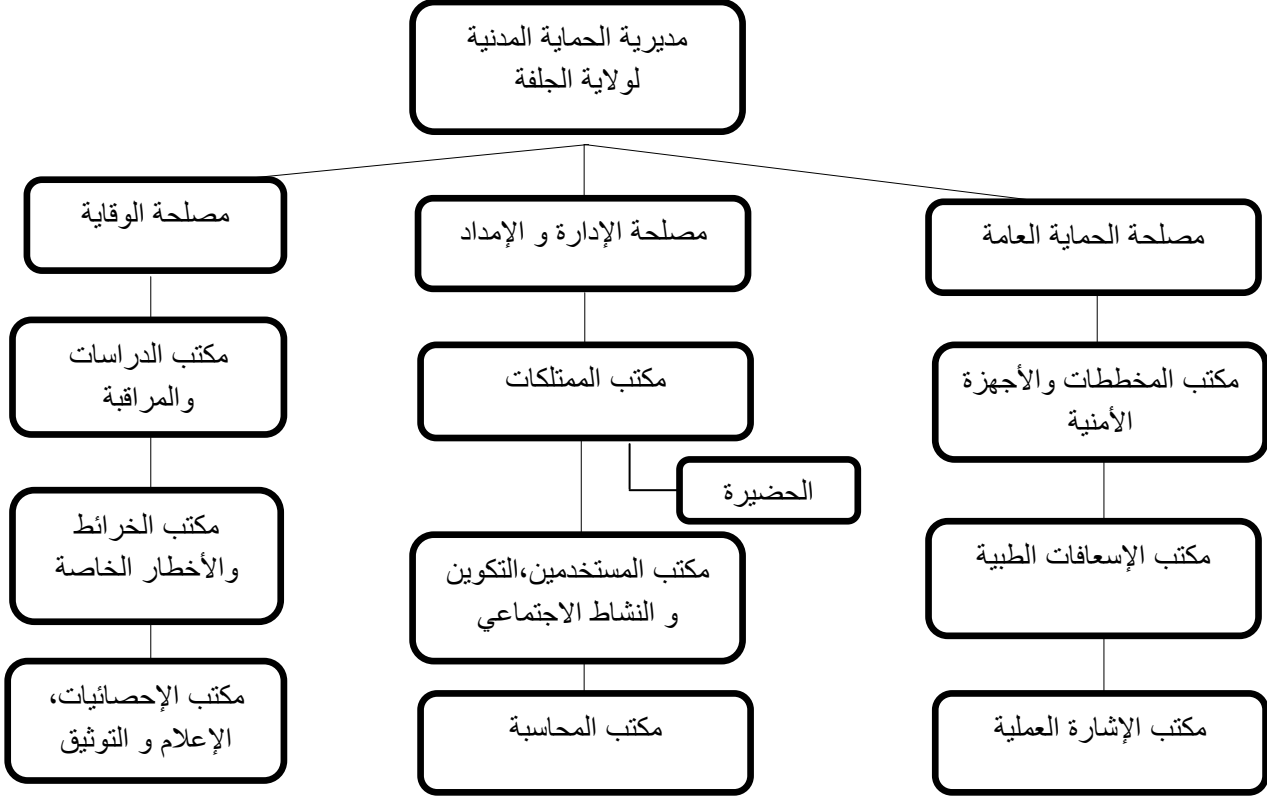 مديرية الحماية المدنية
لولاية الجلفة
مصلحة الحماية العامة
مصلحة الإدارة و الإمداد
مصلحة الوقاية
مكتب المخططات والأجهزة
الأمنية
مكتب الممتلكات
مكتب الدراسات
والمراقبة
الحضيرة
مكتب الإسعافات الطبية
مكتب المستخدمين،التكوين
و النشاط الاجتماعي
مكتب الخرائط
والأخطار الخاصة
مكتب الإشارة العملية
مكتب المحاسبة
مكتب الإحصائيات،
الإعلام و التوثيق